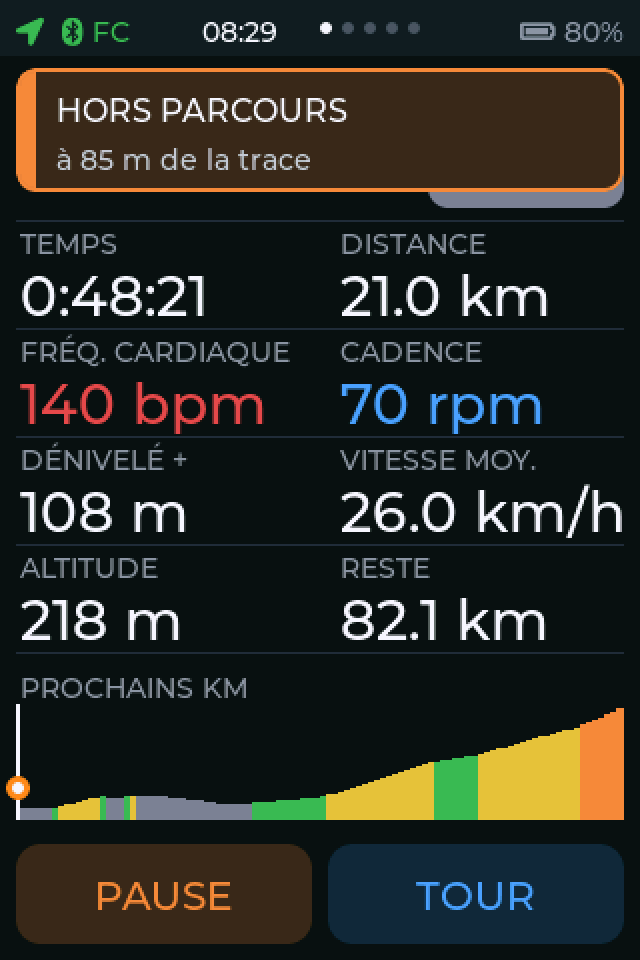 FC 08:29 80%
HORS PARCOURS
à 85 m de la trace
TEMPS DISTANCE
0:48:21 21.0 km
FRÉQ. CARDIAQUE CADENCE
140 bpm 70 rpm
DÉNIVELÉ + VITESSE MOY.
108 m 26.0 km/h
ALTITUDE RESTE
218 m 82.1 km
PROCHAINS KM
PAUSE TOUR